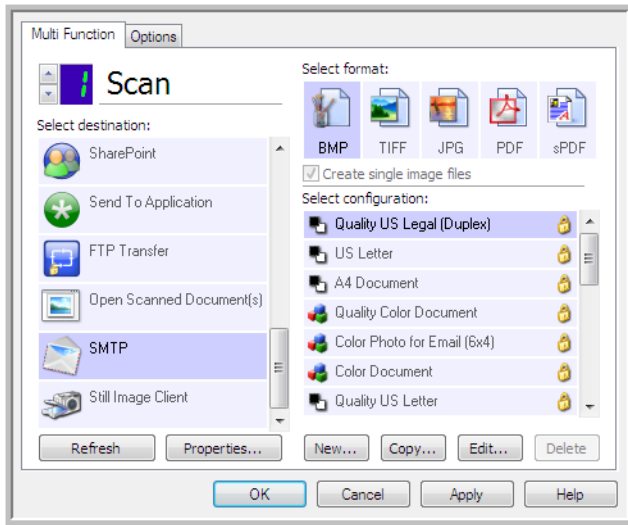 Multi Function
Options
1
Scan
Select destination:
SharePoint
Send To Application
FTP Transfer
Open Scanned Document(s)
SMTP
Still Image Client
Refresh
Properties...
Select format:
BMP
TIFF
JPG
PDF
sPDF
Create single image files
Select configuration:
Quality US Legal (Duplex)
US Letter
A4 Document
Quality Color Document
Color Photo for Email (6x4)
Color Document
Quality US Letter
New...
Copy...
Edit...
Delete
OK
Cancel
Apply
Help